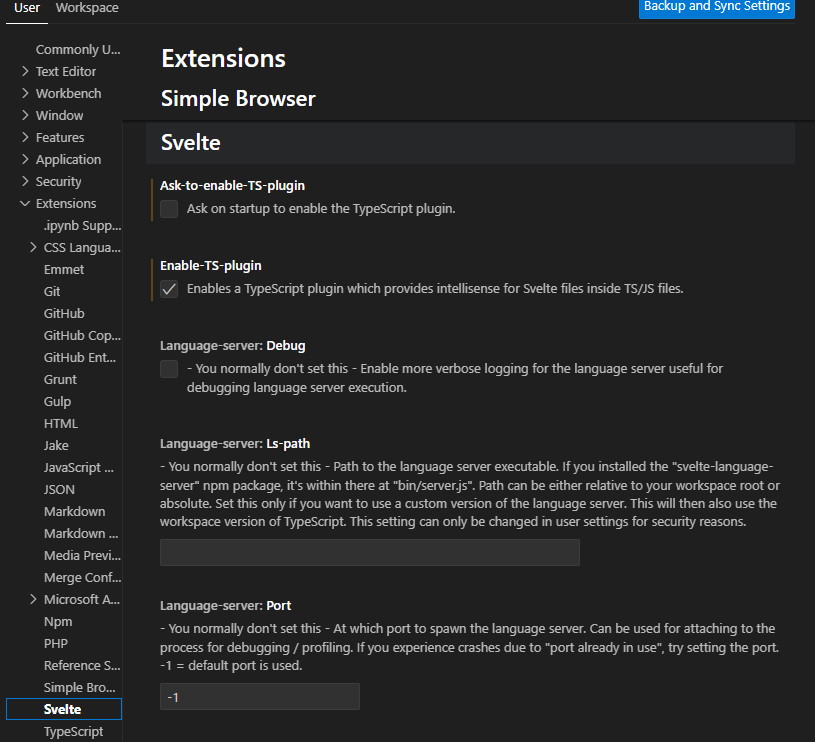 User Workspace
Backup and Sync Settings
Commonly U...
Text Editor
Workbench
Window
Features
Application
Security
Extensions
.ipynb Supp...
CSS Langua...
Emmet
Git
GitHub
GitHub Cop...
GitHub Ent...
Grunt
Gulp
HTML
Jake
JavaScript ...
JSON
Markdown
Markdown ...
Media Previ...
Merge Conf...
Microsoft A...
Npm
PHP
Reference S...
Simple Bro...
Svelte
TypeScript
Extensions
Simple Browser
Svelte
Ask-to-enable-TS-plugin
Ask on startup to enable the TypeScript plugin.
Enable-TS-plugin
Enables a TypeScript plugin which provides intellisense for Svelte files inside TS/JS files.
Language-server: Debug
- You normally don't set this - Enable more verbose logging for the language server useful for
debugging language server execution.
Language-server: Ls-path
- You normally don't set this - Path to the language server executable. If you installed the "svelte-language-
server" npm package, it's within there at "bin/server.js". Path can be either relative to your workspace root or
absolute. Set this only if you want to use a custom version of the language server. This will then also use the
workspace version of TypeScript. This setting can only be changed in user settings for security reasons.
Language-server: Port
- You normally don't set this - At which port to spawn the language server. Can be used for attaching to the
process for debugging / profiling. If you experience crashes due to "port already in use", try setting the port.
-1 = default port is used.
-1